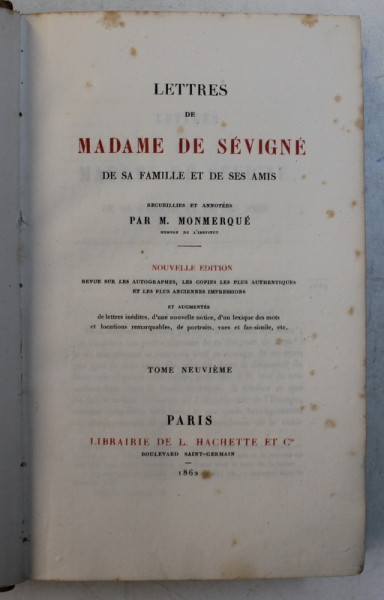 LETTRES
DE
MADAME DE SÉVIGNÉ
DE SA FAMILLE ET DE SES AMIS
RECUEILLIES ET ANNOTÉES
PAR M. MONMERQUÉ
MEMBRE DE L'INSTITUT
NOUVELLE EDITION
REVUE SUR LES AUTOGRAPHES, LES COPIES LES PLUS AUTHENTIQUES
ET LES PLUS ANCIENNES IMPRESSIONS
ET AUGMENTÉE
de lettres inédites, d'une nouvelle notice, d'un lexique des mots
et locutions remarquables, de portraits, vues et fac-simile, etc.
TOME NEUVIÈME
PARIS
LIBRAIRIE DE L. HACHETTE ET Cie
BOULEVARD SAINT-GERMAIN
1862